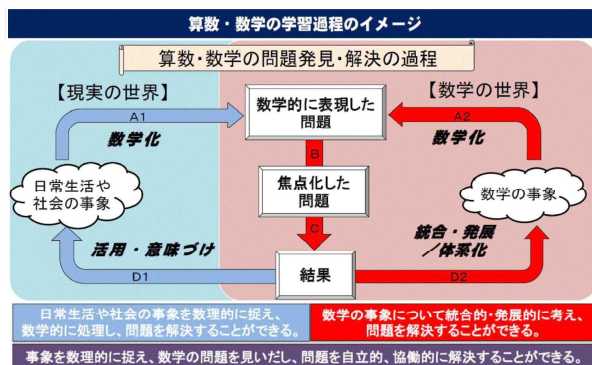 算数・数学の学習過程のイメージ
算数・数学の問題発見・解決の過程
【現実の世界】
【数学の世界】
A1
数学的に表現した
問題
A2
数学化
数学化
B
日常生活や
社会の事象
焦点化した
問題
数学の事象
C
活用・意味づけ
統合・発展
／体系化
D1
結果
D2
日常生活や社会の事象を数理的に捉え、
数学的に処理し、問題を解決することができる。
数学の事象について統合的・発展的に考え、
問題を解決することができる。
事象を数理的に捉え、数学の問題を見いだし、問題を自立的、協働的に解決することができる。